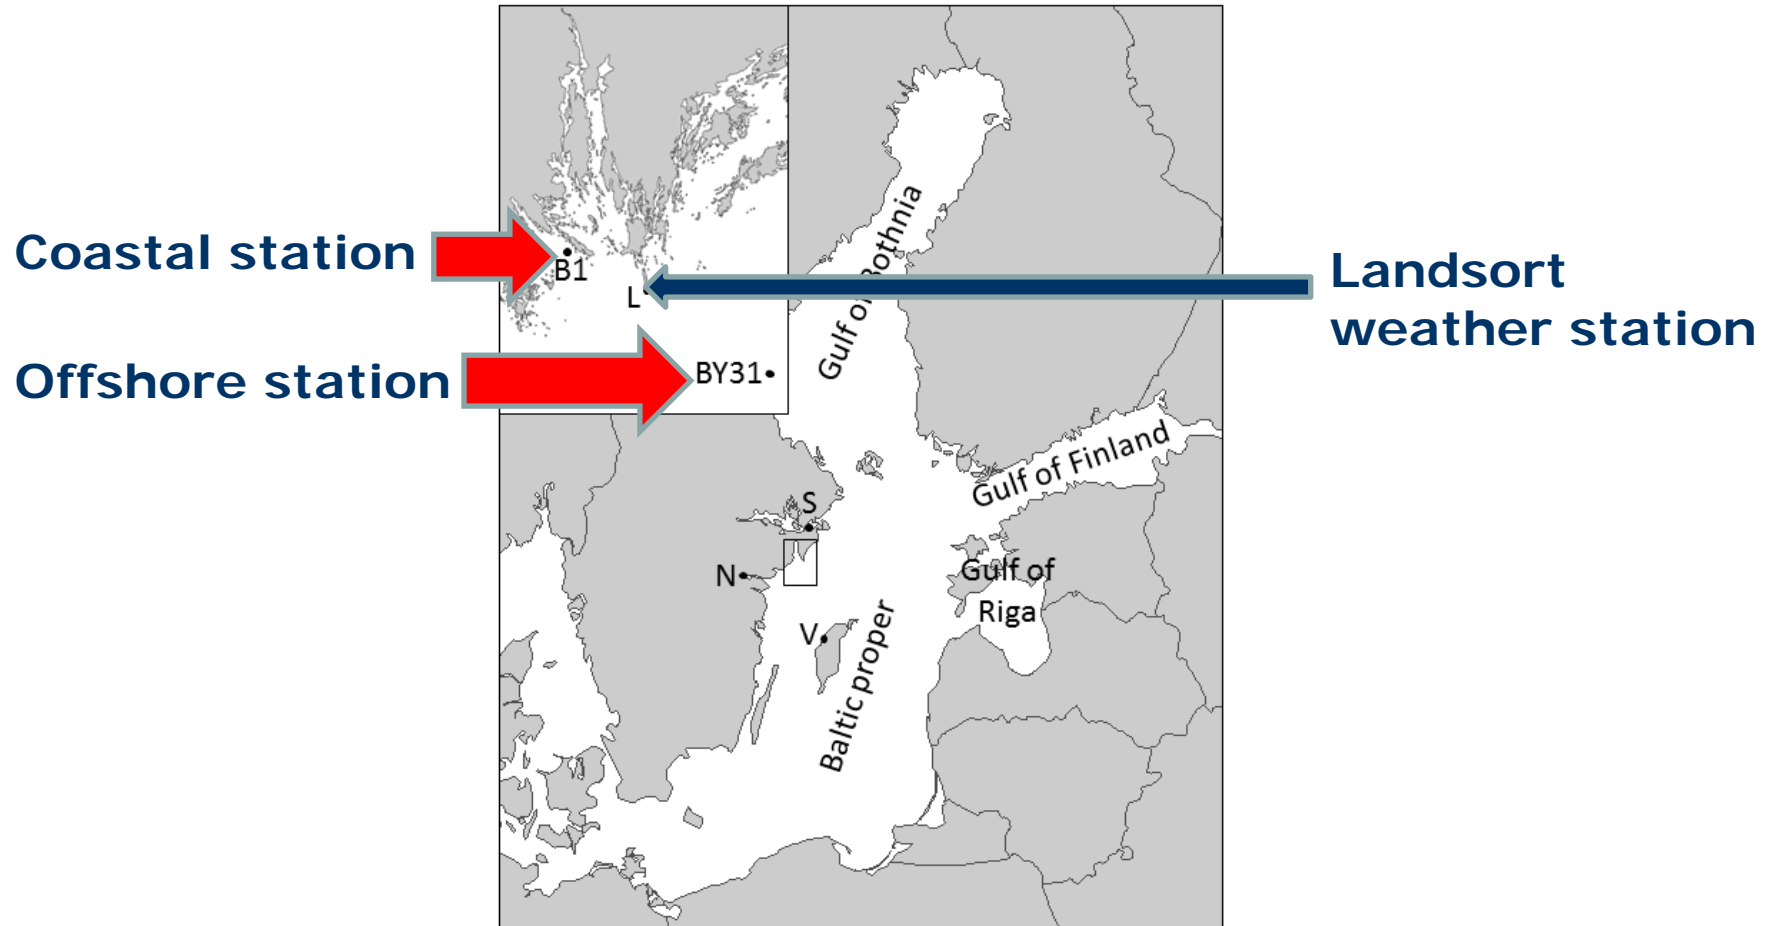 Coastal station
B1
L
Landsort
weather station
Offshore station
BY31
Gulf of Bothnia
Gulf of Finland
S
N
Gulf of
Riga
V
Baltic proper